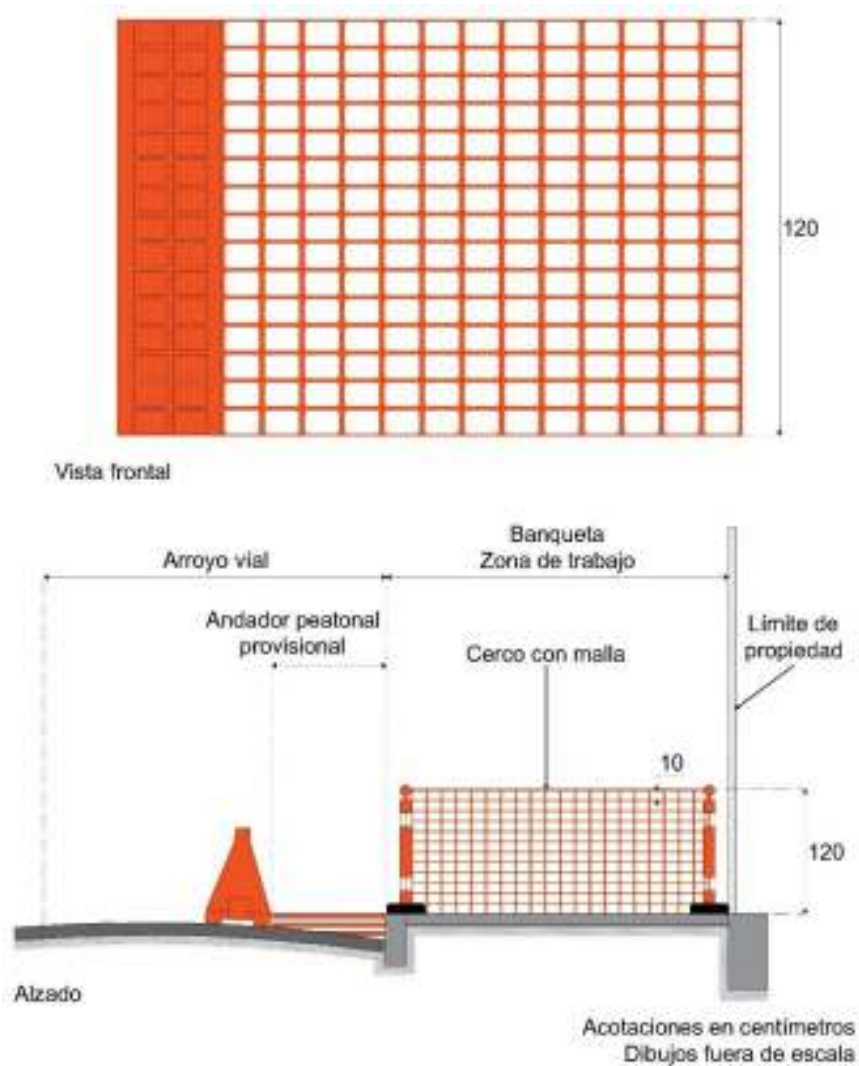 120
Vista frontal
Banqueta
Arroyo vial
Zona de trabajo
Andador peatonal
provisional
Cerco con malla
Límite de
propiedad
10
120
Alzado
Acotaciones en centímetros
Dibujos fuera de escala